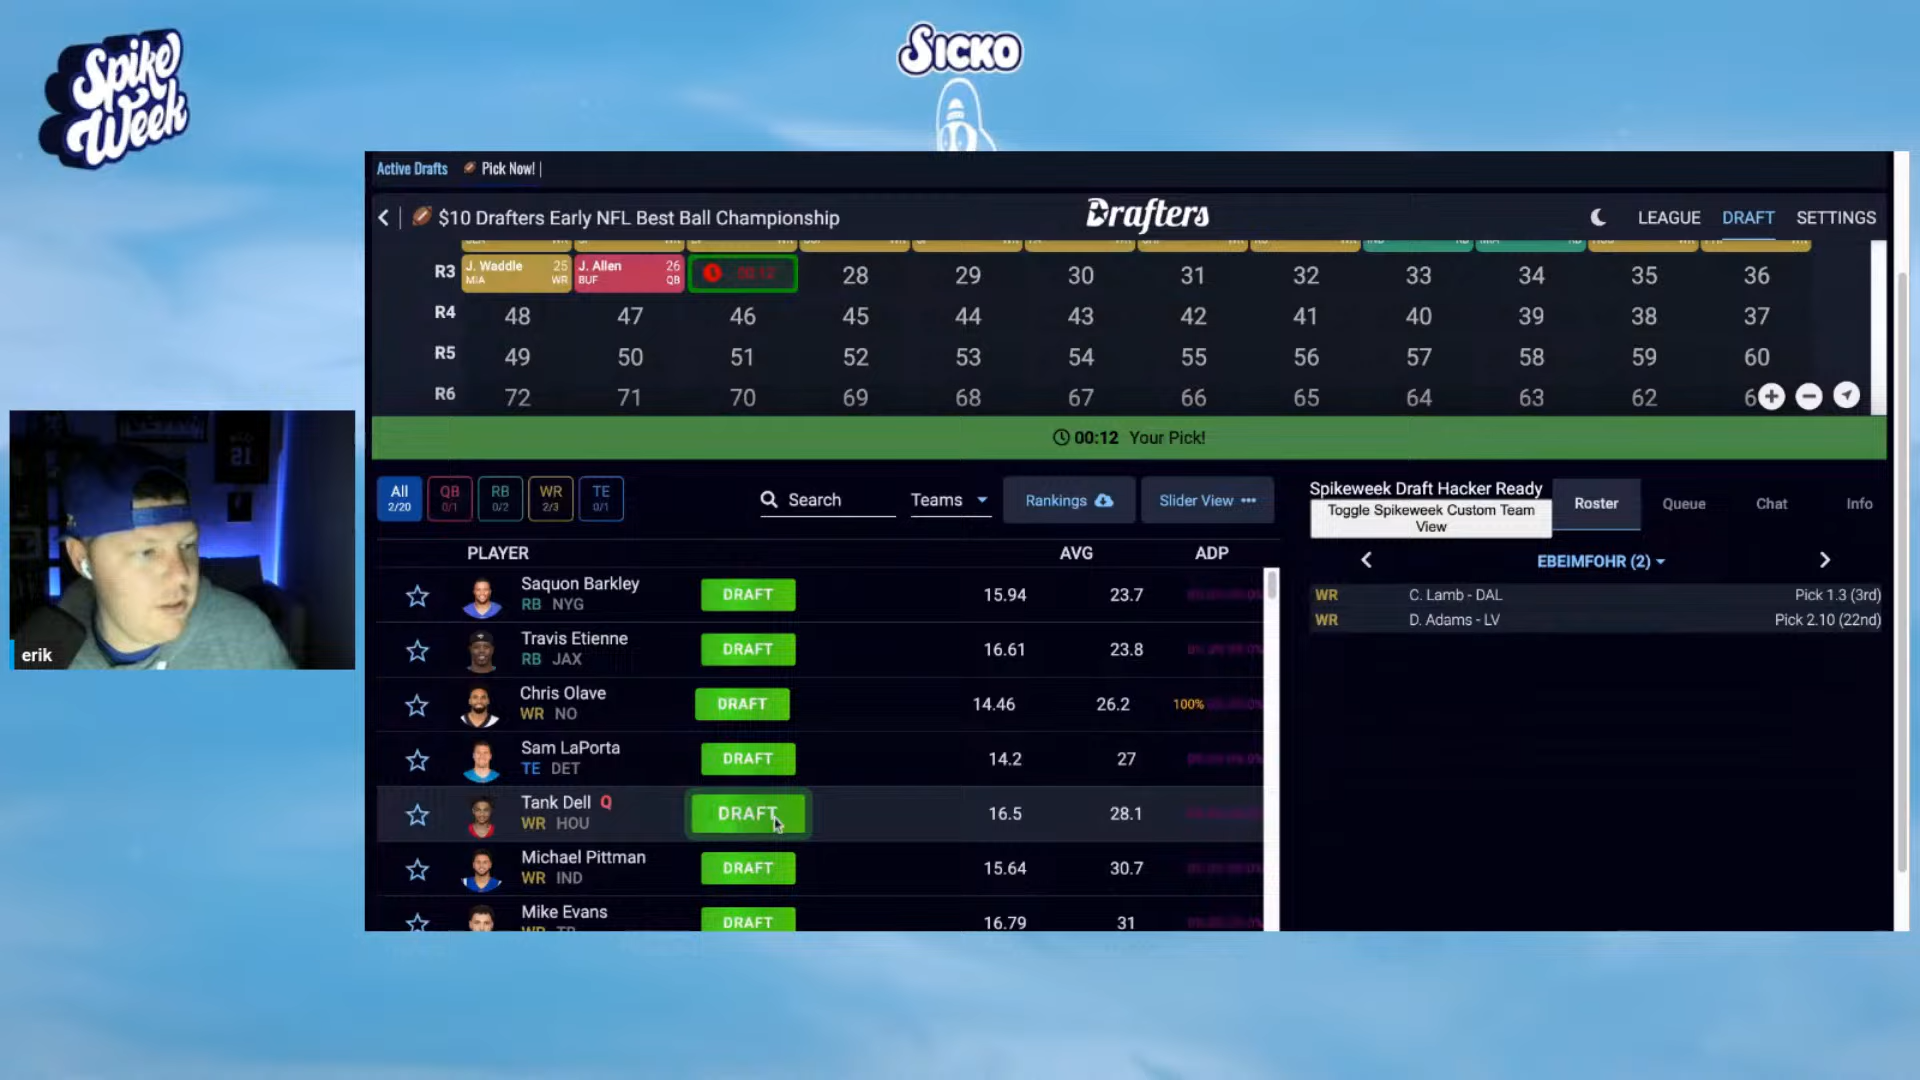 Spike
Week
SICKO
Active Drafts Pick Now!
$10 Drafters Early NFL Best Ball Championship
Drafters
LEAGUE DRAFT SETTINGS
R3 J. Waddle 25 MIA WR J. Allen 26 BUF QB 00:12 28 29 30 31 32 33 34 35 36
R4 48 47 46 45 44 43 42 41 40 39 38 37
R5 49 50 51 52 53 54 55 56 57 58 59 60
R6 72 71 70 69 68 67 66 65 64 63 62
00:12 Your Pick!
All 2/20 QB 0/1 RB 0/2 WR 2/3 TE 0/1
Search Teams Rankings Slider View
Spikeweek Draft Hacker Ready
Toggle Spikeweek Custom Team
View
Roster Queue Chat Info
PLAYER AVG ADP
EBEIMFOHR (2)
WR C. Lamb - DAL Pick 1.3 (3rd)
WR D. Adams - LV Pick 2.10 (22nd)
Saquon Barkley
RB NYG
DRAFT 15.94 23.7
Travis Etienne
RB JAX
DRAFT 16.61 23.8
Chris Olave
WR NO
DRAFT 14.46 26.2 100%
Sam LaPorta
TE DET
DRAFT 14.2 27
Tank Dell Q
WR HOU
DRAFT 16.5 28.1
Michael Pittman
WR IND
DRAFT 15.64 30.7
Mike Evans
DRAFT 16.79 31
erik
15